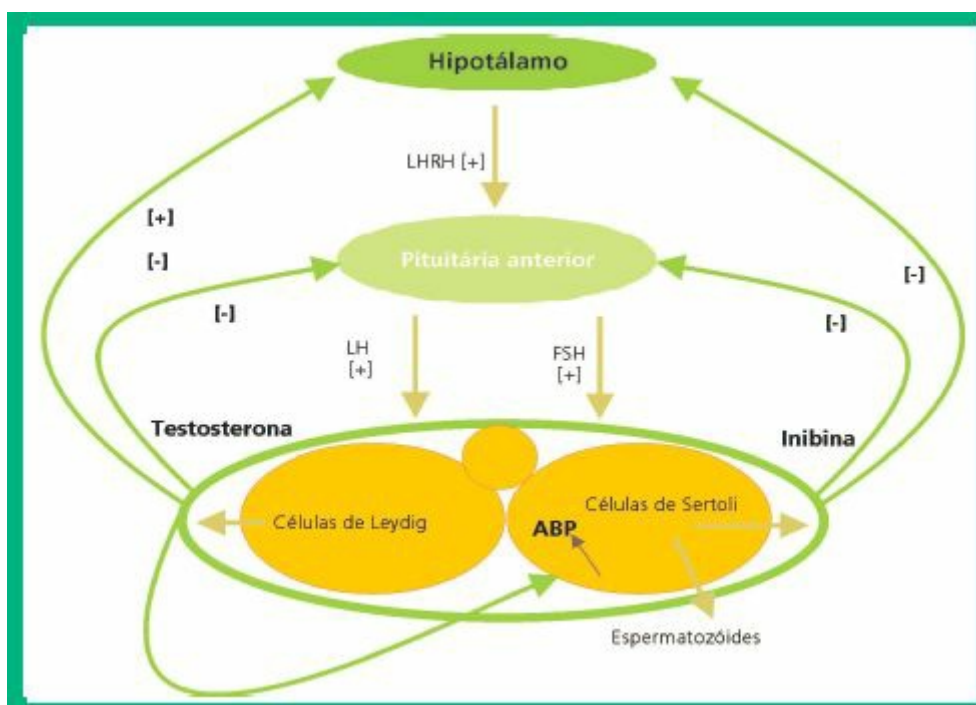 Hipotálamo
LHRH [+]
[+]
[-]
Pituitária anterior
[-]
[-]
[-]
LH
[+]
FSH
[+]
Testosterona
Inibina
Células de Leydig
Células de Sertoli
ABP
Espermatozóides